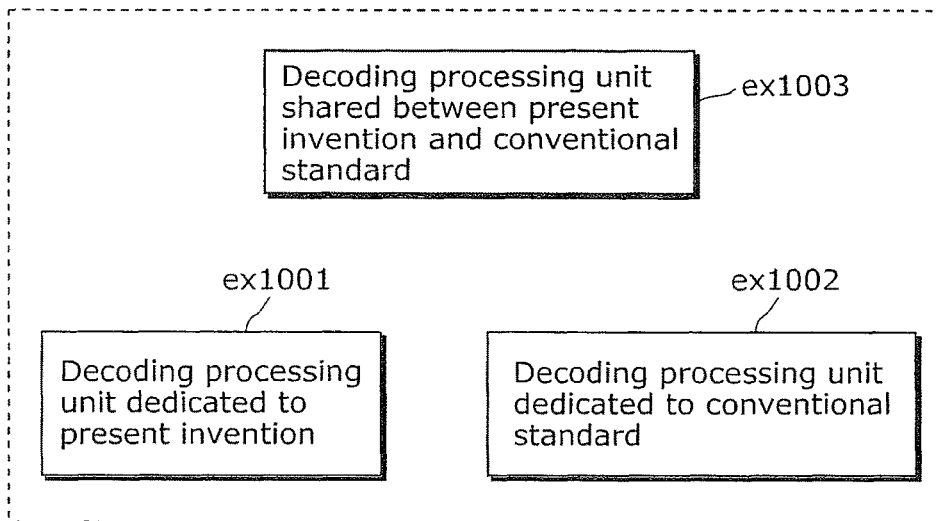 Decoding processing unit
shared between present
invention and conventional
standard
ex1003
ex1001
ex1002
Decoding processing
unit dedicated to
present invention
Decoding processing unit
dedicated to conventional
standard